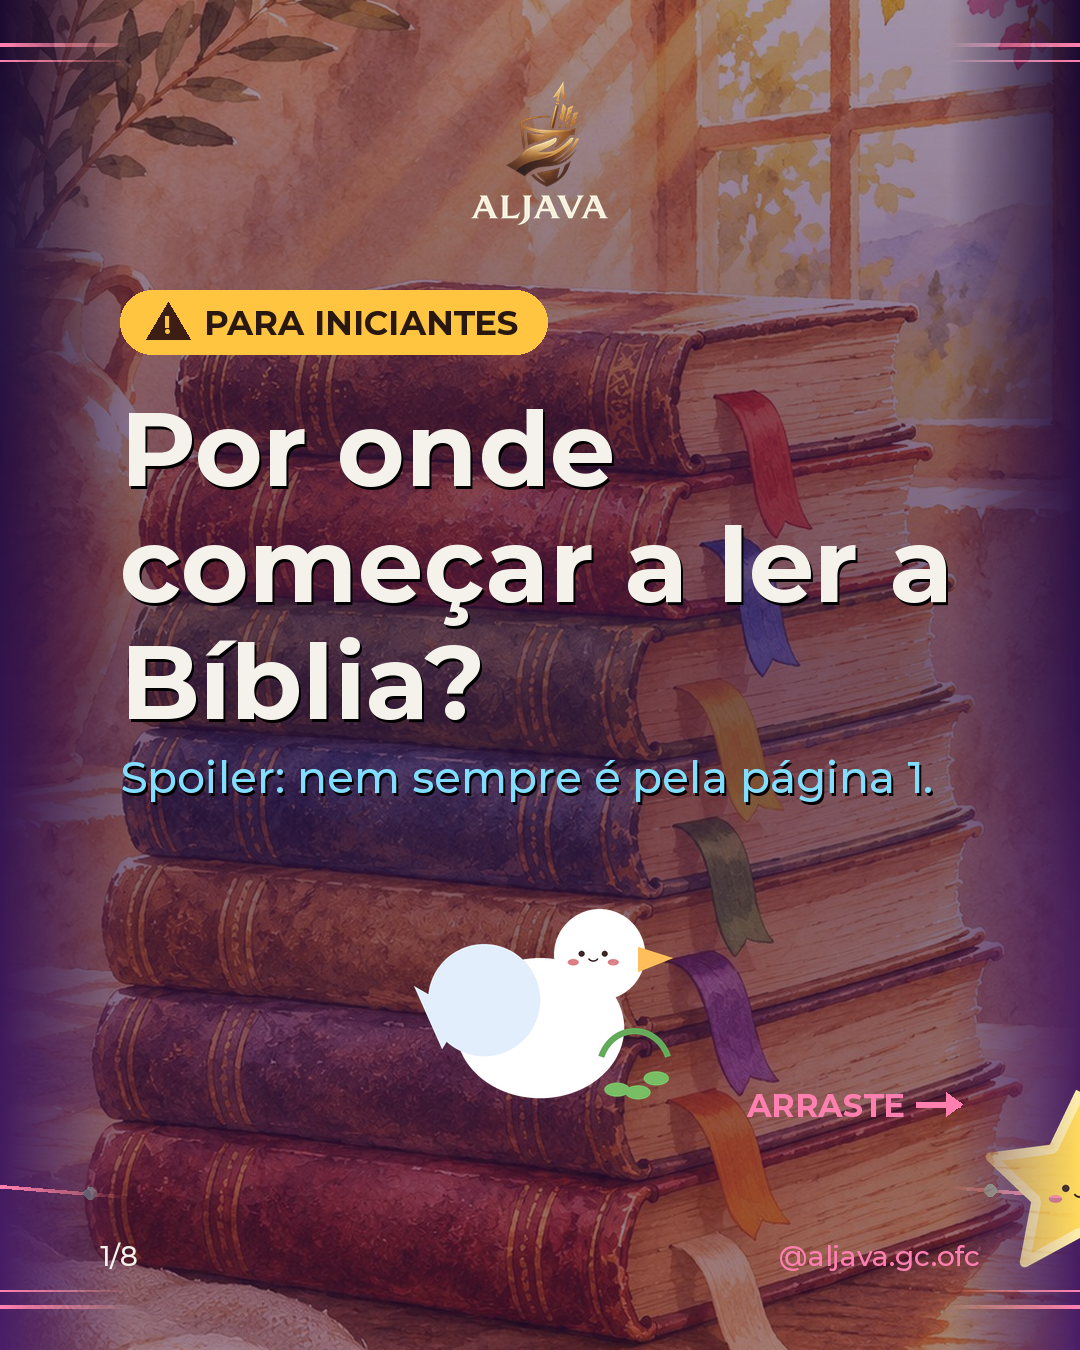 ALJAVA
PARA INICIANTES
Por onde
começar a ler a
Bíblia?
Spoiler: nem sempre é pela página 1.
ARRASTE
1/8
@aljava.gc.ofc